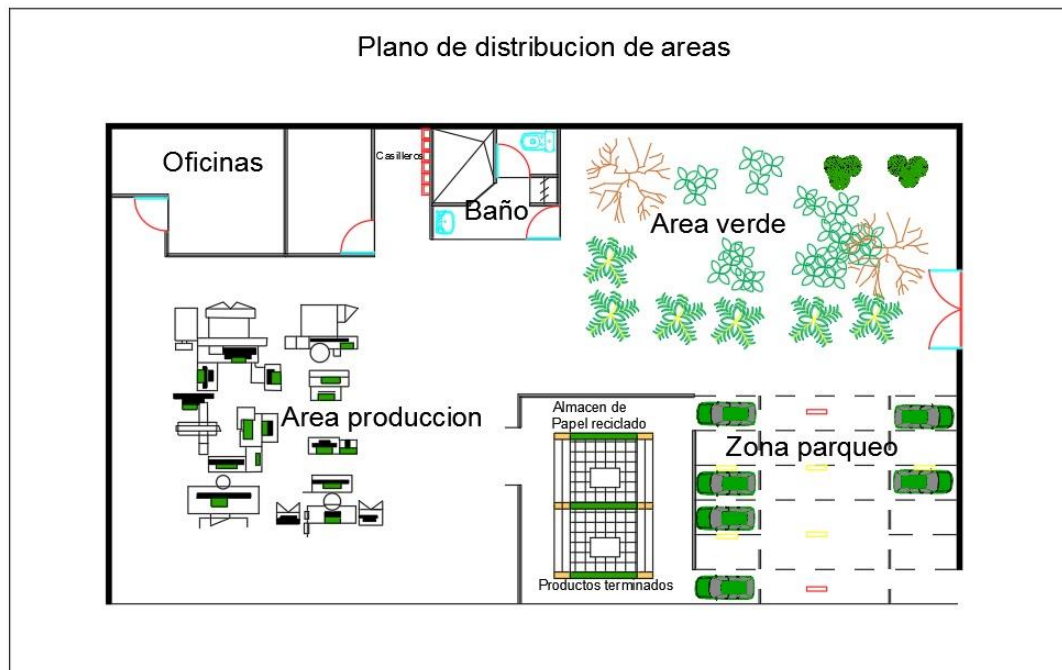 Plano de distribucion de areas
Oficinas
Casilleros
Baño
Area verde
Area produccion
Almacen de
Papel reciclado
Zona parqueo
Productos terminados